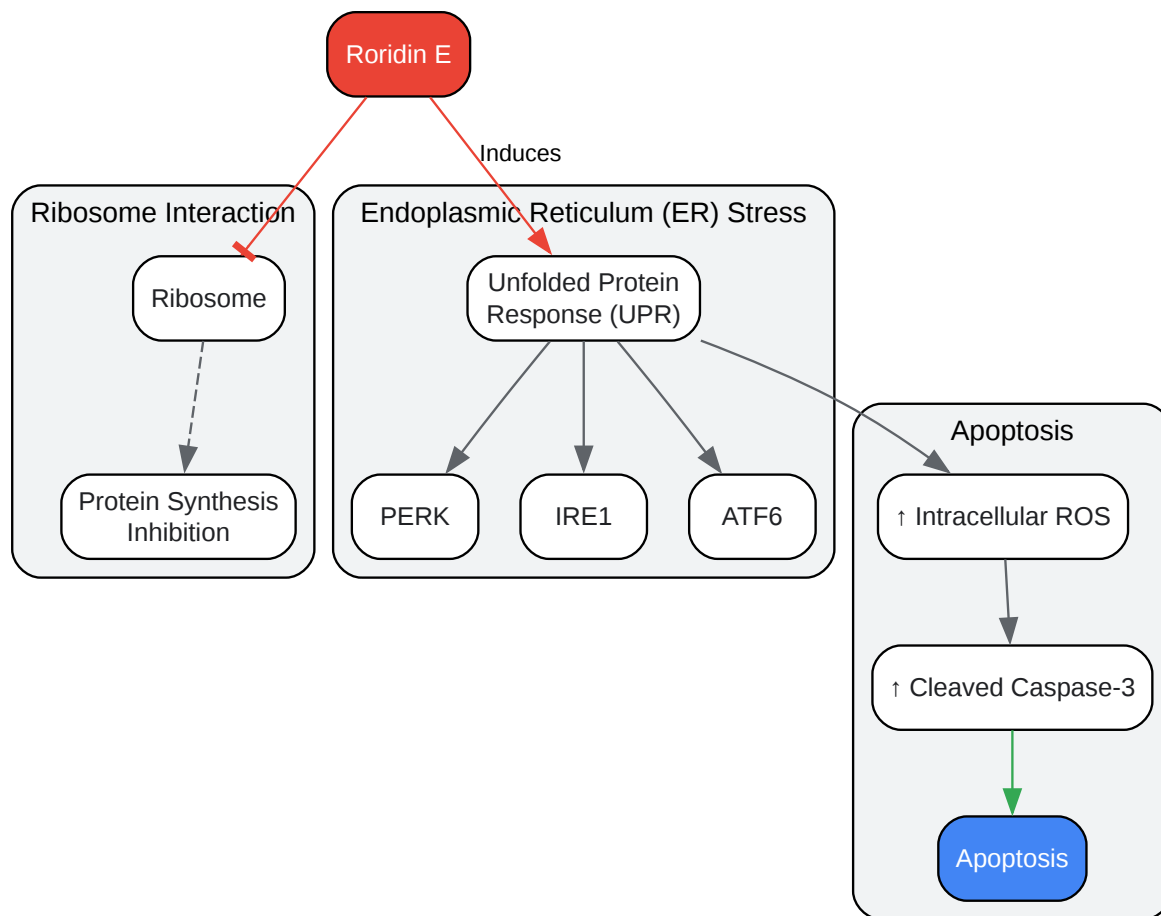 Roridin E
Induces
Ribosome Interaction
Endoplasmic Reticulum (ER) Stress
Ribosome
Unfolded Protein
Response (UPR)
Apoptosis
Protein Synthesis
Inhibition
PERK
IRE1
ATF6
↑ Intracellular ROS
↑ Cleaved Caspase-3
Apoptosis